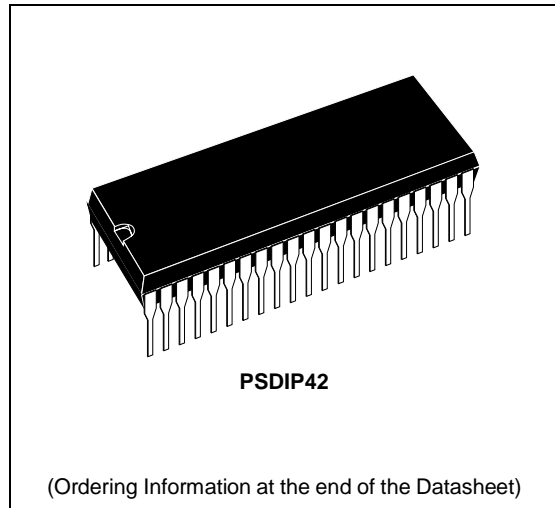 PSDIP42
(Ordering Information at the end of the Datasheet)